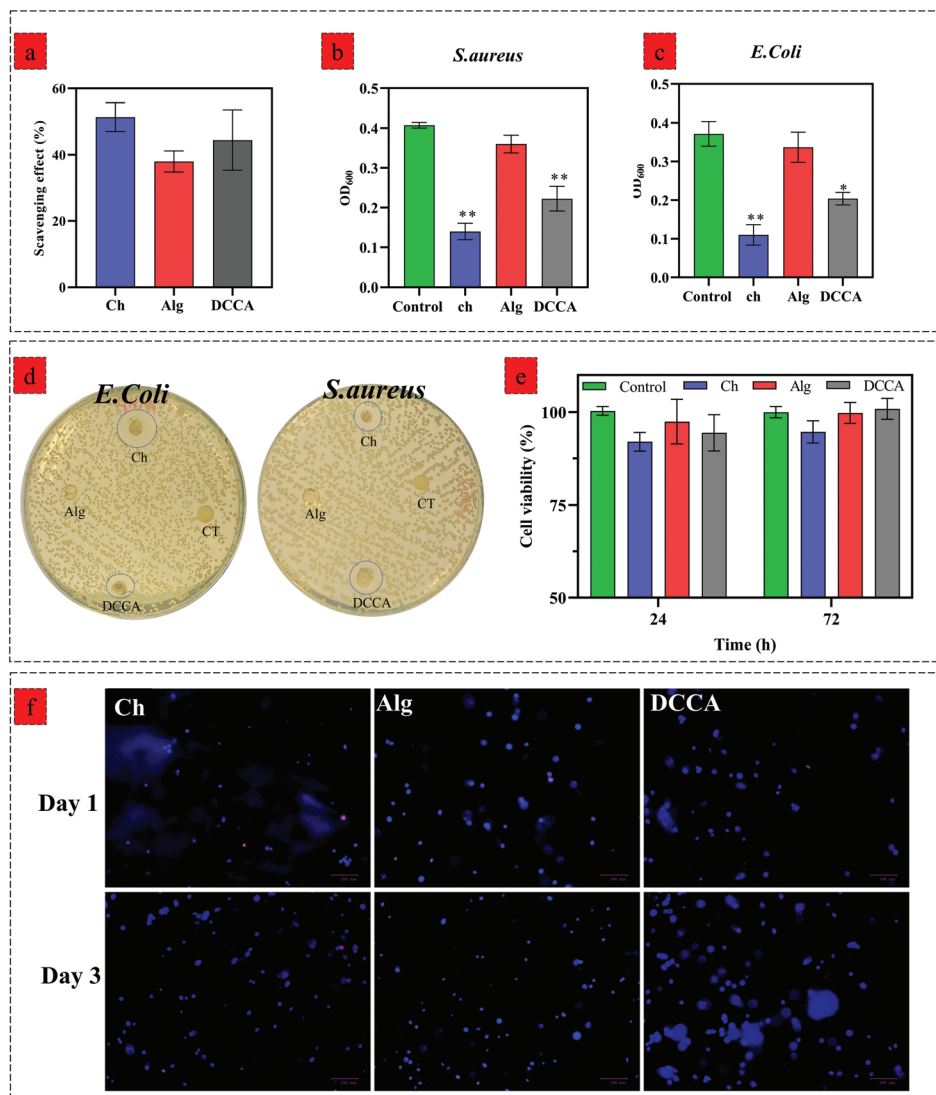 a
b
c
S.aureus
E.Coli
60
40
20
0
Scavenging effect (%)
Ch Alg DCCA
0.5
0.4
0.3
0.2
0.1
0.0
OD600
**
**
Control ch Alg DCCA
0.5
0.4
0.3
0.2
0.1
0.0
OD600
**
*
Control ch Alg DCCA
d
E.Coli
Ch
Alg
CT
DCCA
S.aureus
Ch
Alg
CT
DCCA
e
Control Ch Alg DCCA
100
75
50
Cell viability (%)
24 72
Time (h)
f
Ch
Alg
DCCA
Day 1
Day 3